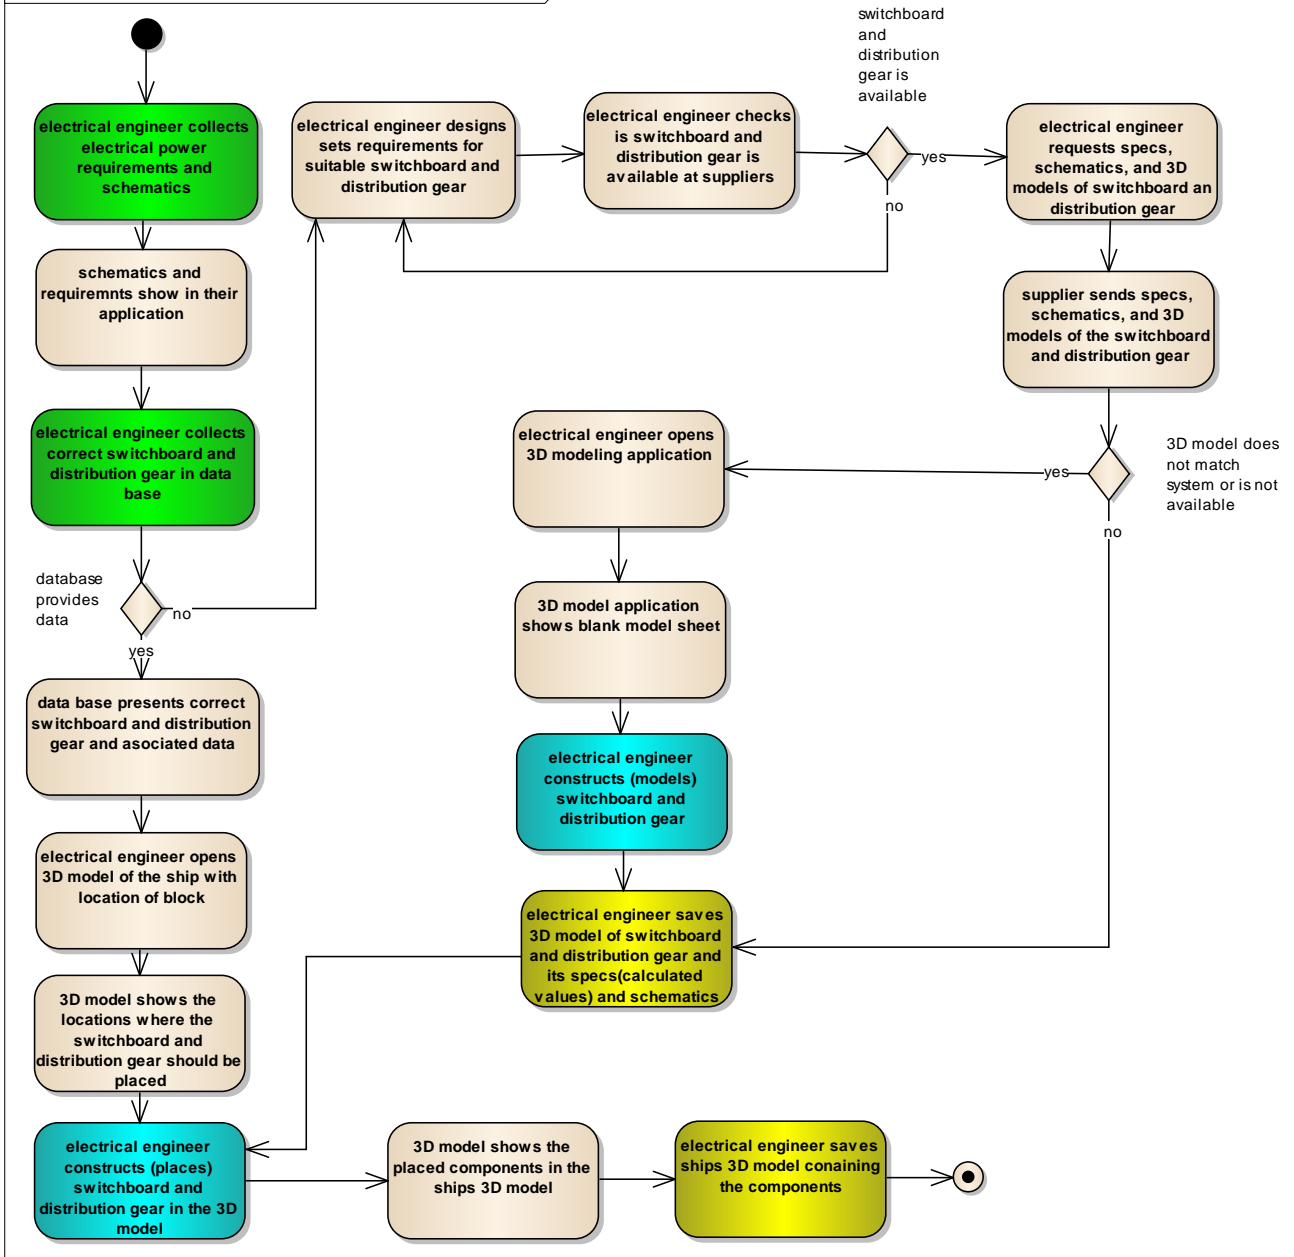 electrical engineer collects
electrical power
requirements and
schematics
schematics and
requiremnts show in their
application
electrical engineer collects
correct switchboard and
distribution gear in data
base
database
provides
data
no
yes
data base presents correct
switchboard and distribution
gear and asociated data
electrical engineer opens
3D model of the ship with
location of block
3D model shows the
locations where the
switchboard and
distribution gear should be
placed
electrical engineer
constructs (places)
switchboard and
distribution gear in the 3D
model
electrical engineer designs
sets requirements for
suitable switchboard and
distribution gear
electrical engineer checks
is switchboard and
distribution gear is
available at suppliers
switchboard
and
distribution
gear is
available
yes
no
electrical engineer
requests specs,
schematics, and 3D
models of switchboard an
distribution gear
supplier sends specs,
schematics, and 3D
models of the switchboard
and distribution gear
3D model does
not match
system or is not
available
yes
no
electrical engineer opens
3D modeling application
3D model application
shows blank model sheet
electrical engineer
constructs (models)
switchboard and
distribution gear
electrical engineer saves
3D model of switchboard
and distribution gear and
its specs(calculated
values) and schematics
3D model shows the
placed components in the
ships 3D model
electrical engineer saves
ships 3D model conaining
the components